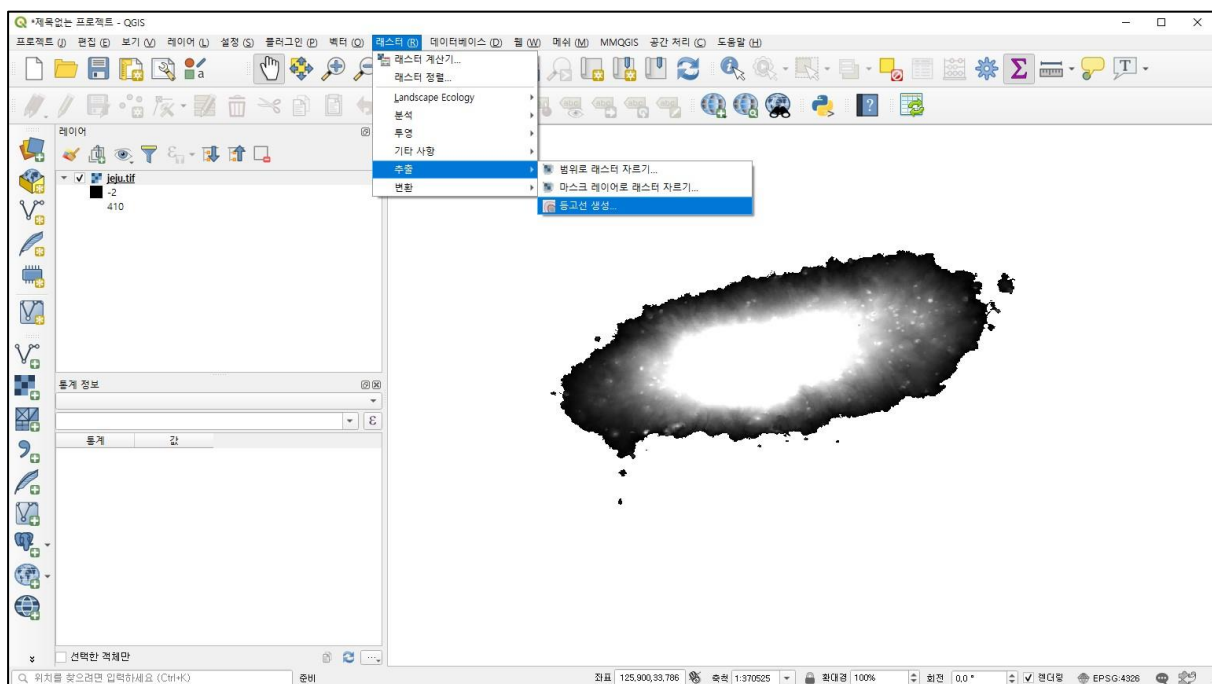 *제목없는 프로젝트 - QGIS
프로젝트 (J) 편집 (E) 보기 (V) 레이어 (L) 설정 (S) 플러그인 (P) 벡터 (O) 래스터 (R) 데이터베이스 (D) 웹 (W) 메쉬 (M) MMQGIS 공간 처리 (C) 도움말 (H)
래스터 계산기...
래스터 정렬...
Landscape Ecology
분석
투영
기타 사항
추출
변환
범위로 래스터 자르기...
마스크 레이어로 래스터 자르기...
등고선 생성...
레이어
jeju.tif
-2
410
통계 정보
통계 값
선택한 객체만
위치를 찾으려면 입력하세요 (Ctrl+K) 준비 좌표 125,900,33,786 축척 1:370525 확대경 100% 회전 0,0 ° 렌더링 EPSG:4326